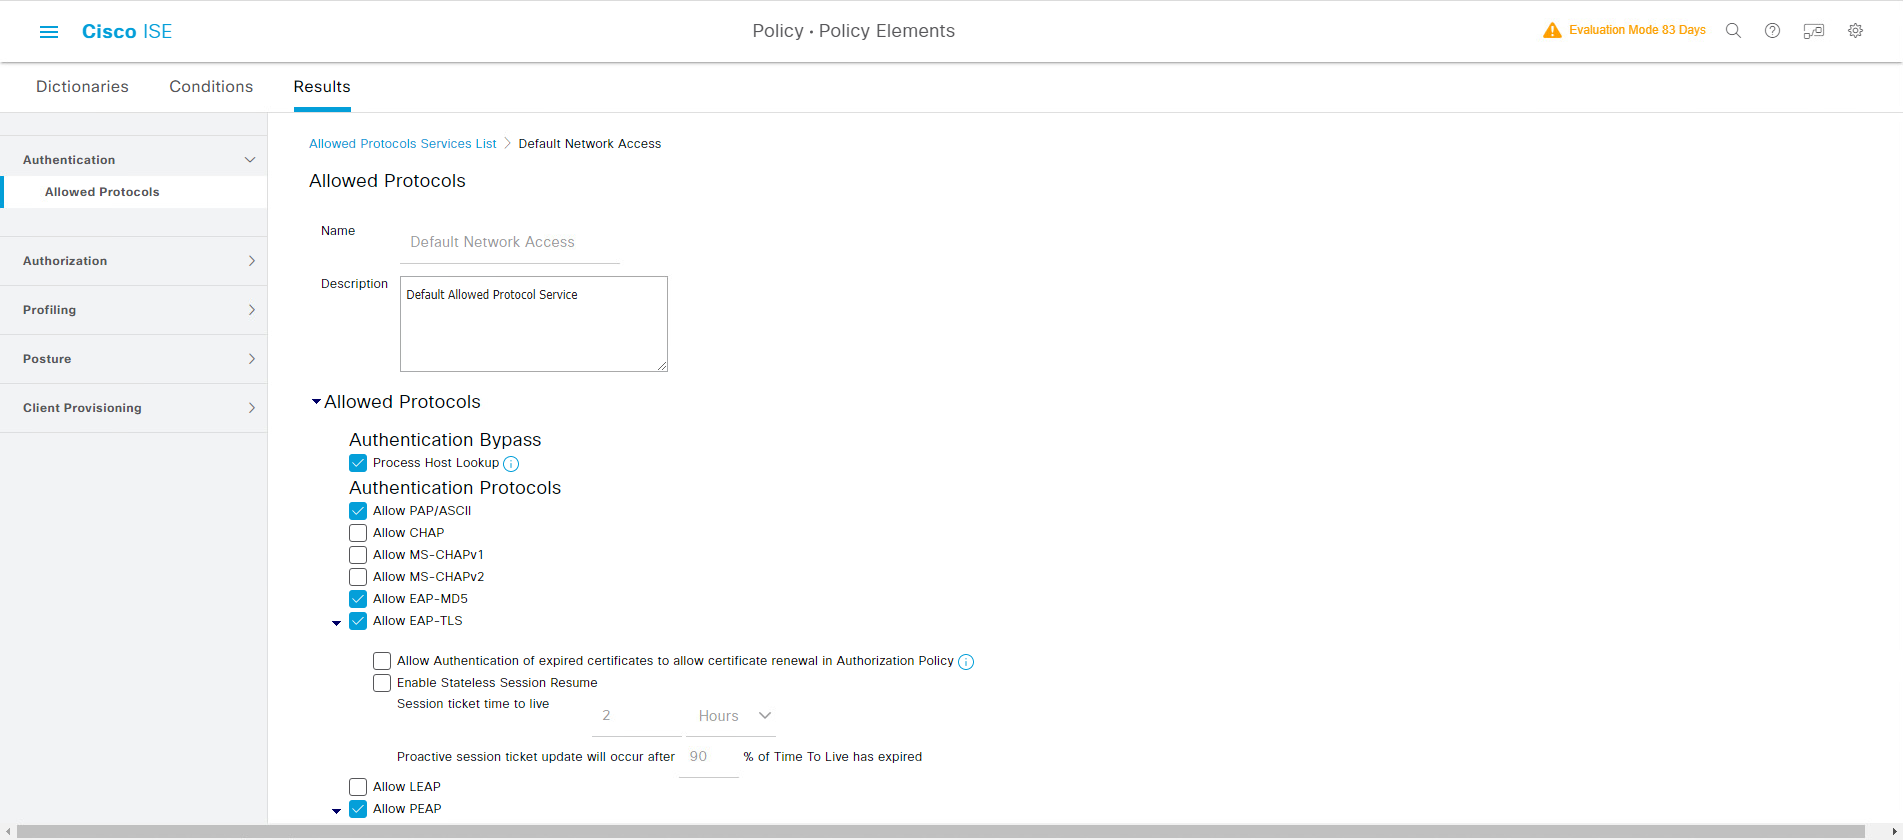 Cisco ISE
Policy · Policy Elements
Evaluation Mode 83 Days
Dictionaries
Conditions
Results
Authentication
Allowed Protocols
Authorization
Profiling
Posture
Client Provisioning
Allowed Protocols Services List > Default Network Access
Allowed Protocols
Name
Default Network Access
Description
Default Allowed Protocol Service
Allowed Protocols
Authentication Bypass
Process Host Lookup
Authentication Protocols
Allow PAP/ASCII
Allow CHAP
Allow MS-CHAPv1
Allow MS-CHAPv2
Allow EAP-MD5
Allow EAP-TLS
Allow Authentication of expired certificates to allow certificate renewal in Authorization Policy
Enable Stateless Session Resume
Session ticket time to live
2 Hours
Proactive session ticket update will occur after 90 % of Time To Live has expired
Allow LEAP
Allow PEAP